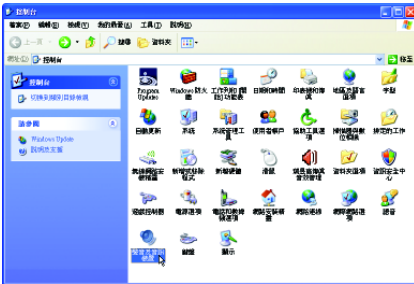 控制台
檔案(F) 編輯(E) 檢視(V) 我的最愛(A) 工具(T) 說明(H)
上一頁 搜尋 資料夾
網址(D) 控制台 移至
控制台
切換到類別目錄檢視
請參閱
Windows Update
說明及支援
Program Updates
Windows 防火牆
工作列和 [開始] 功能表
日期和時間
印表機和傳真
地區及語言選項
字型
自動更新
系統
系統管理工具
使用者帳戶
協助工具選項
掃描器與數位相機
排定的工作
無線網路安裝精靈
新增或移除程式
新增硬體
滑鼠
資料夾選項
資訊安全中心
遊戲控制器
電源選項
電話和數據機選項
網路安裝精靈
網路連線
網際網路選項
語音
聲音及音訊裝置
鍵盤
顯示